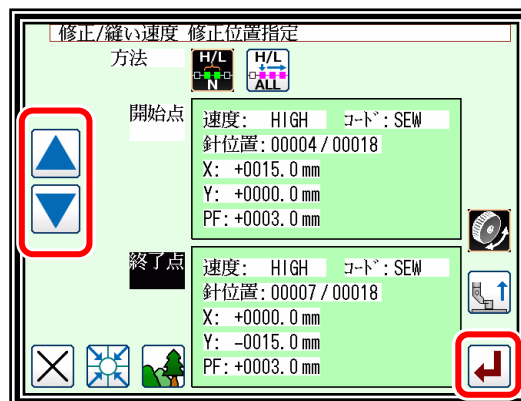 修正/縫い速度 修正位置指定
方法
H/L
N
H/L
ALL
開始点
速度: HIGH ｺｰﾄﾞ:SEW
針位置:00004/00018
X: +0015.0mm
Y: +0000.0mm
PF:+0003.0mm
終了点
速度: HIGH ｺｰﾄﾞ:SEW
針位置:00007/00018
X: +0000.0mm
Y: -0015.0mm
PF:+0003.0mm